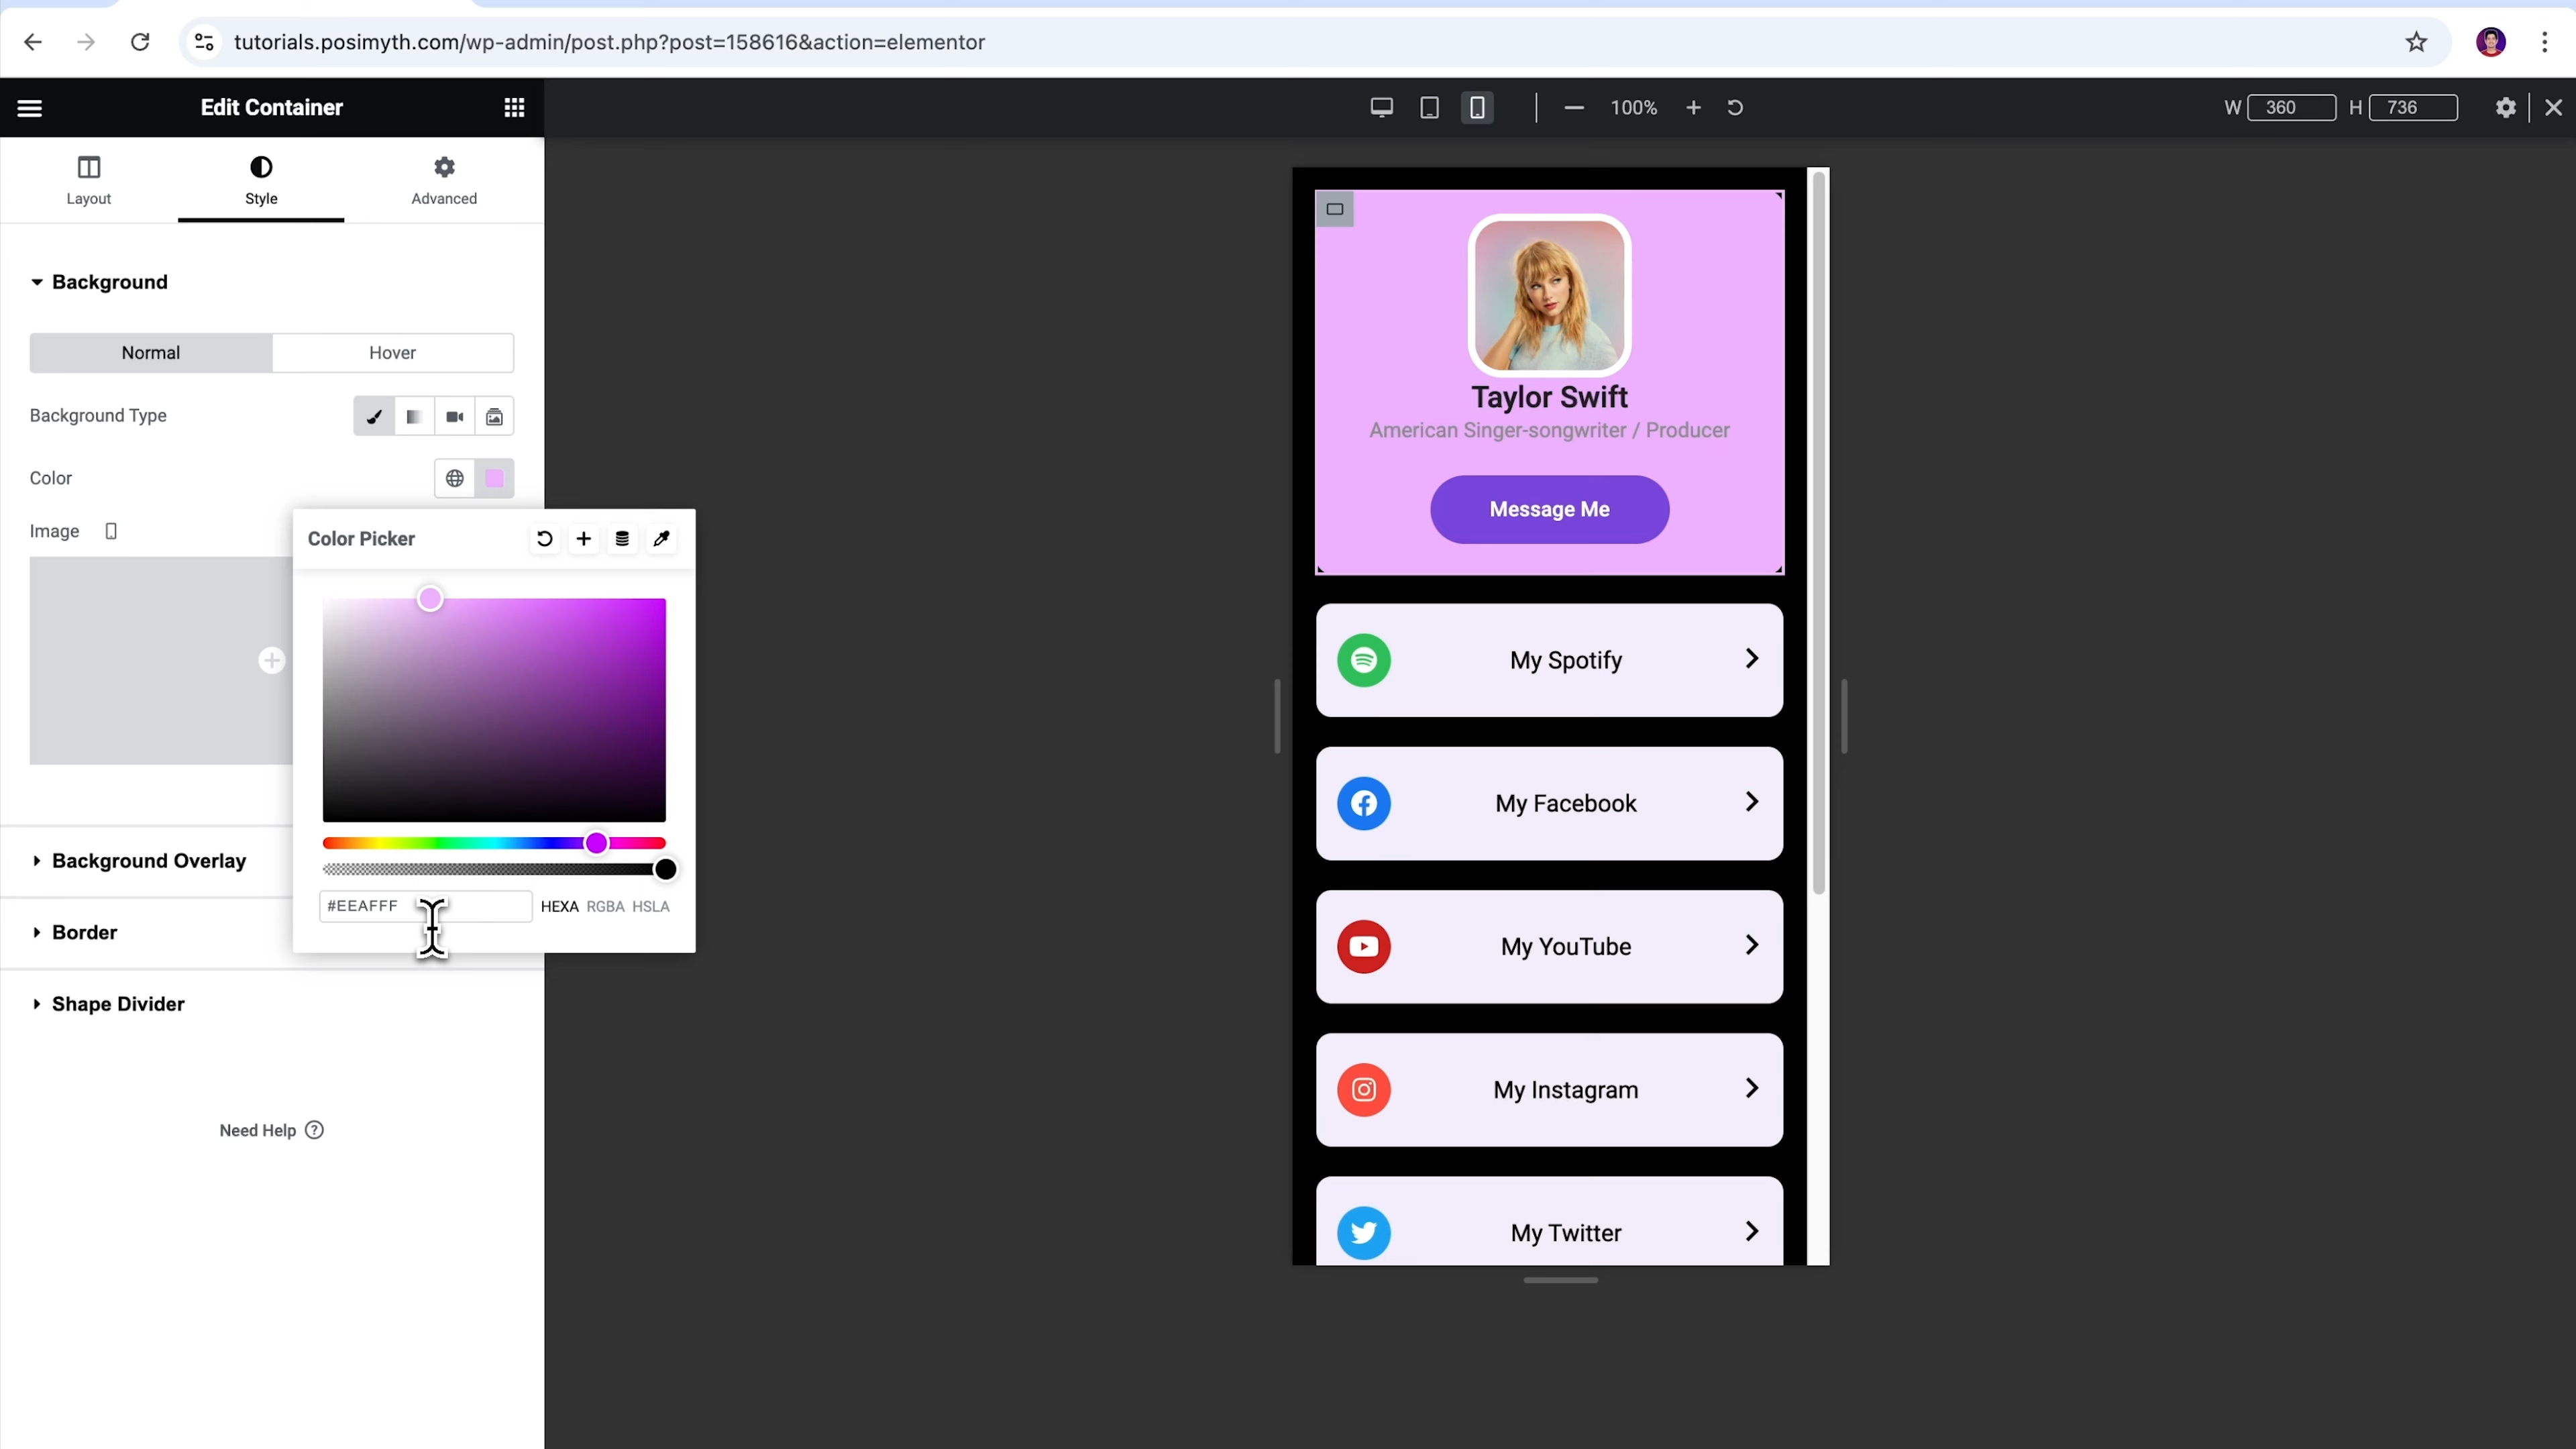 tutorials.posimyth.com/wp-admin/post.php?post=158616&action=elementor
Edit Container
100%
W 360 H 736
Layout Style Advanced
Background
Normal Hover
Background Type
Color
Image
Color Picker
#EEAFFF HEXA RGBA HSLA
Background Overlay
Border
Shape Divider
Need Help ?
Taylor Swift
American Singer-songwriter / Producer
Message Me
My Spotify
My Facebook
My YouTube
My Instagram
My Twitter